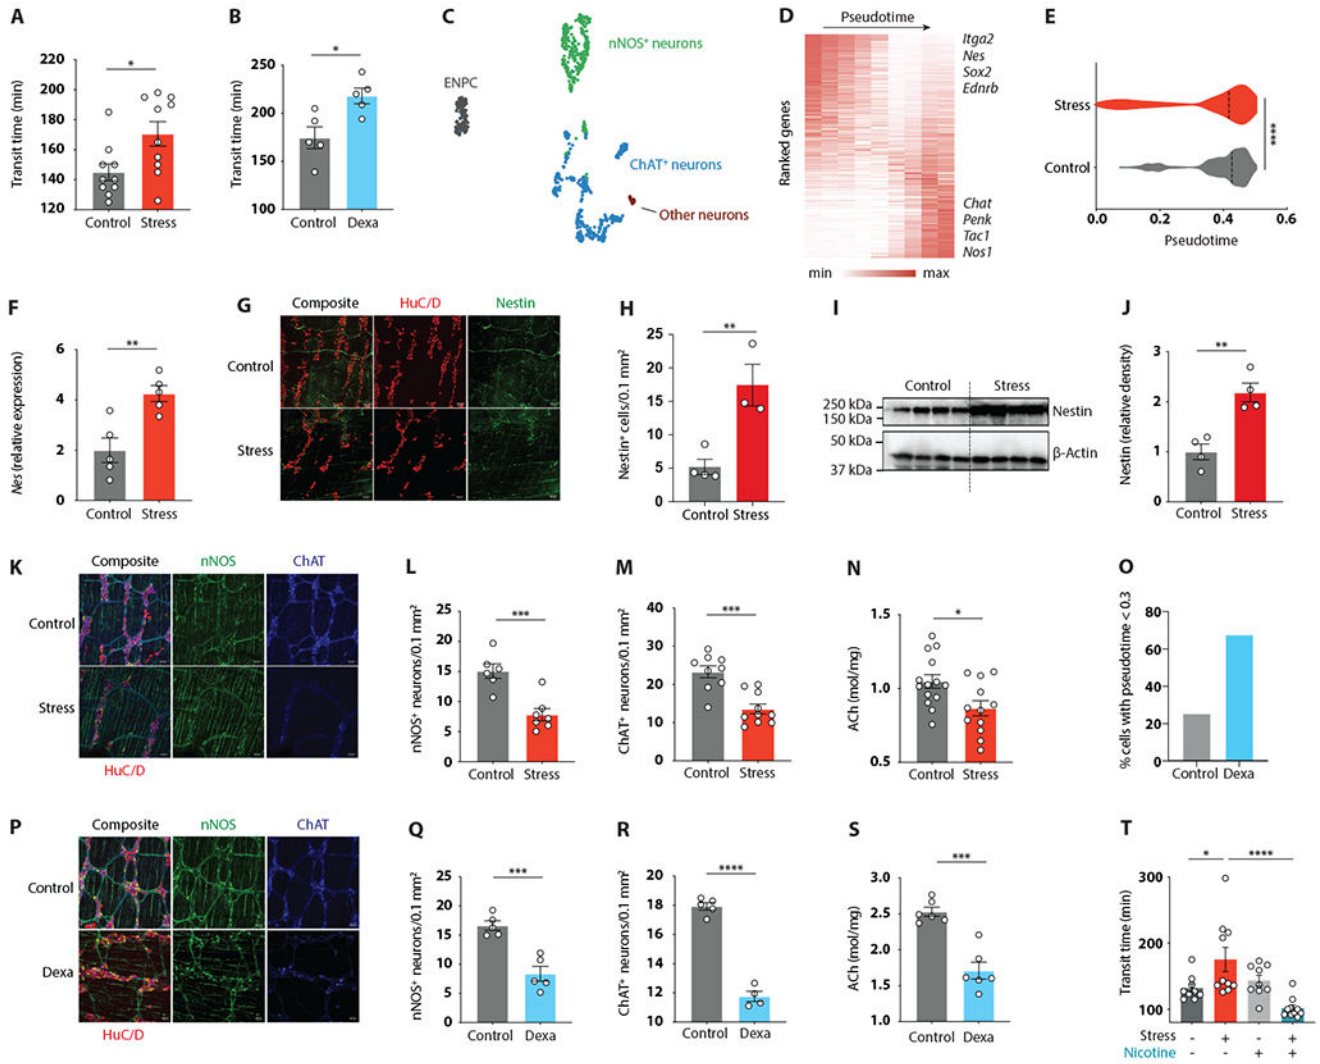 A
Transit time (min)
220
200
180
160
140
120
*
Control Stress
B
Transit time (min)
250
200
150
100
*
Control Dexa
C
nNOS⁺ neurons
ENPC
ChAT⁺ neurons
Other neurons
D
Pseudotime
Ranked genes
Itga2
Nes
Sox2
Ednrb
Chat
Penk
Tac1
Nos1
min max
E
Stress
Control
****
0.0 0.2 0.4 0.6
Pseudotime
F
Nes (relative expression)
6
4
2
0
**
Control Stress
G
Composite HuC/D Nestin
Control
Stress
H
Nestin⁺ cells/0.1 mm²
25
20
15
10
5
0
**
Control Stress
I
Control Stress
250 kDa
150 kDa
Nestin
50 kDa
37 kDa
β-Actin
J
Nestin (relative density)
3
2
1
0
**
Control Stress
K
Composite nNOS ChAT
Control
Stress
HuC/D
L
nNOS⁺ neurons/0.1 mm²
25
20
15
10
5
0
***
Control Stress
M
ChAT⁺ neurons/0.1 mm²
40
30
20
10
0
***
Control Stress
N
ACh (mol/mg)
1.5
1.0
0.5
*
Control Stress
O
% cells with pseudotime < 0.3
80
60
40
20
0
Control Dexa
P
Composite nNOS ChAT
Control
Dexa
HuC/D
Q
nNOS⁺ neurons/0.1 mm²
25
20
15
10
5
0
***
Control Dexa
R
ChAT⁺ neurons/0.1 mm²
20
18
16
14
12
10
****
Control Dexa
S
ACh (mol/mg)
3.0
2.5
2.0
1.5
1.0
***
Control Dexa
T
Transit time (min)
300
200
100
* ****
Stress - + - +
Nicotine - - + +